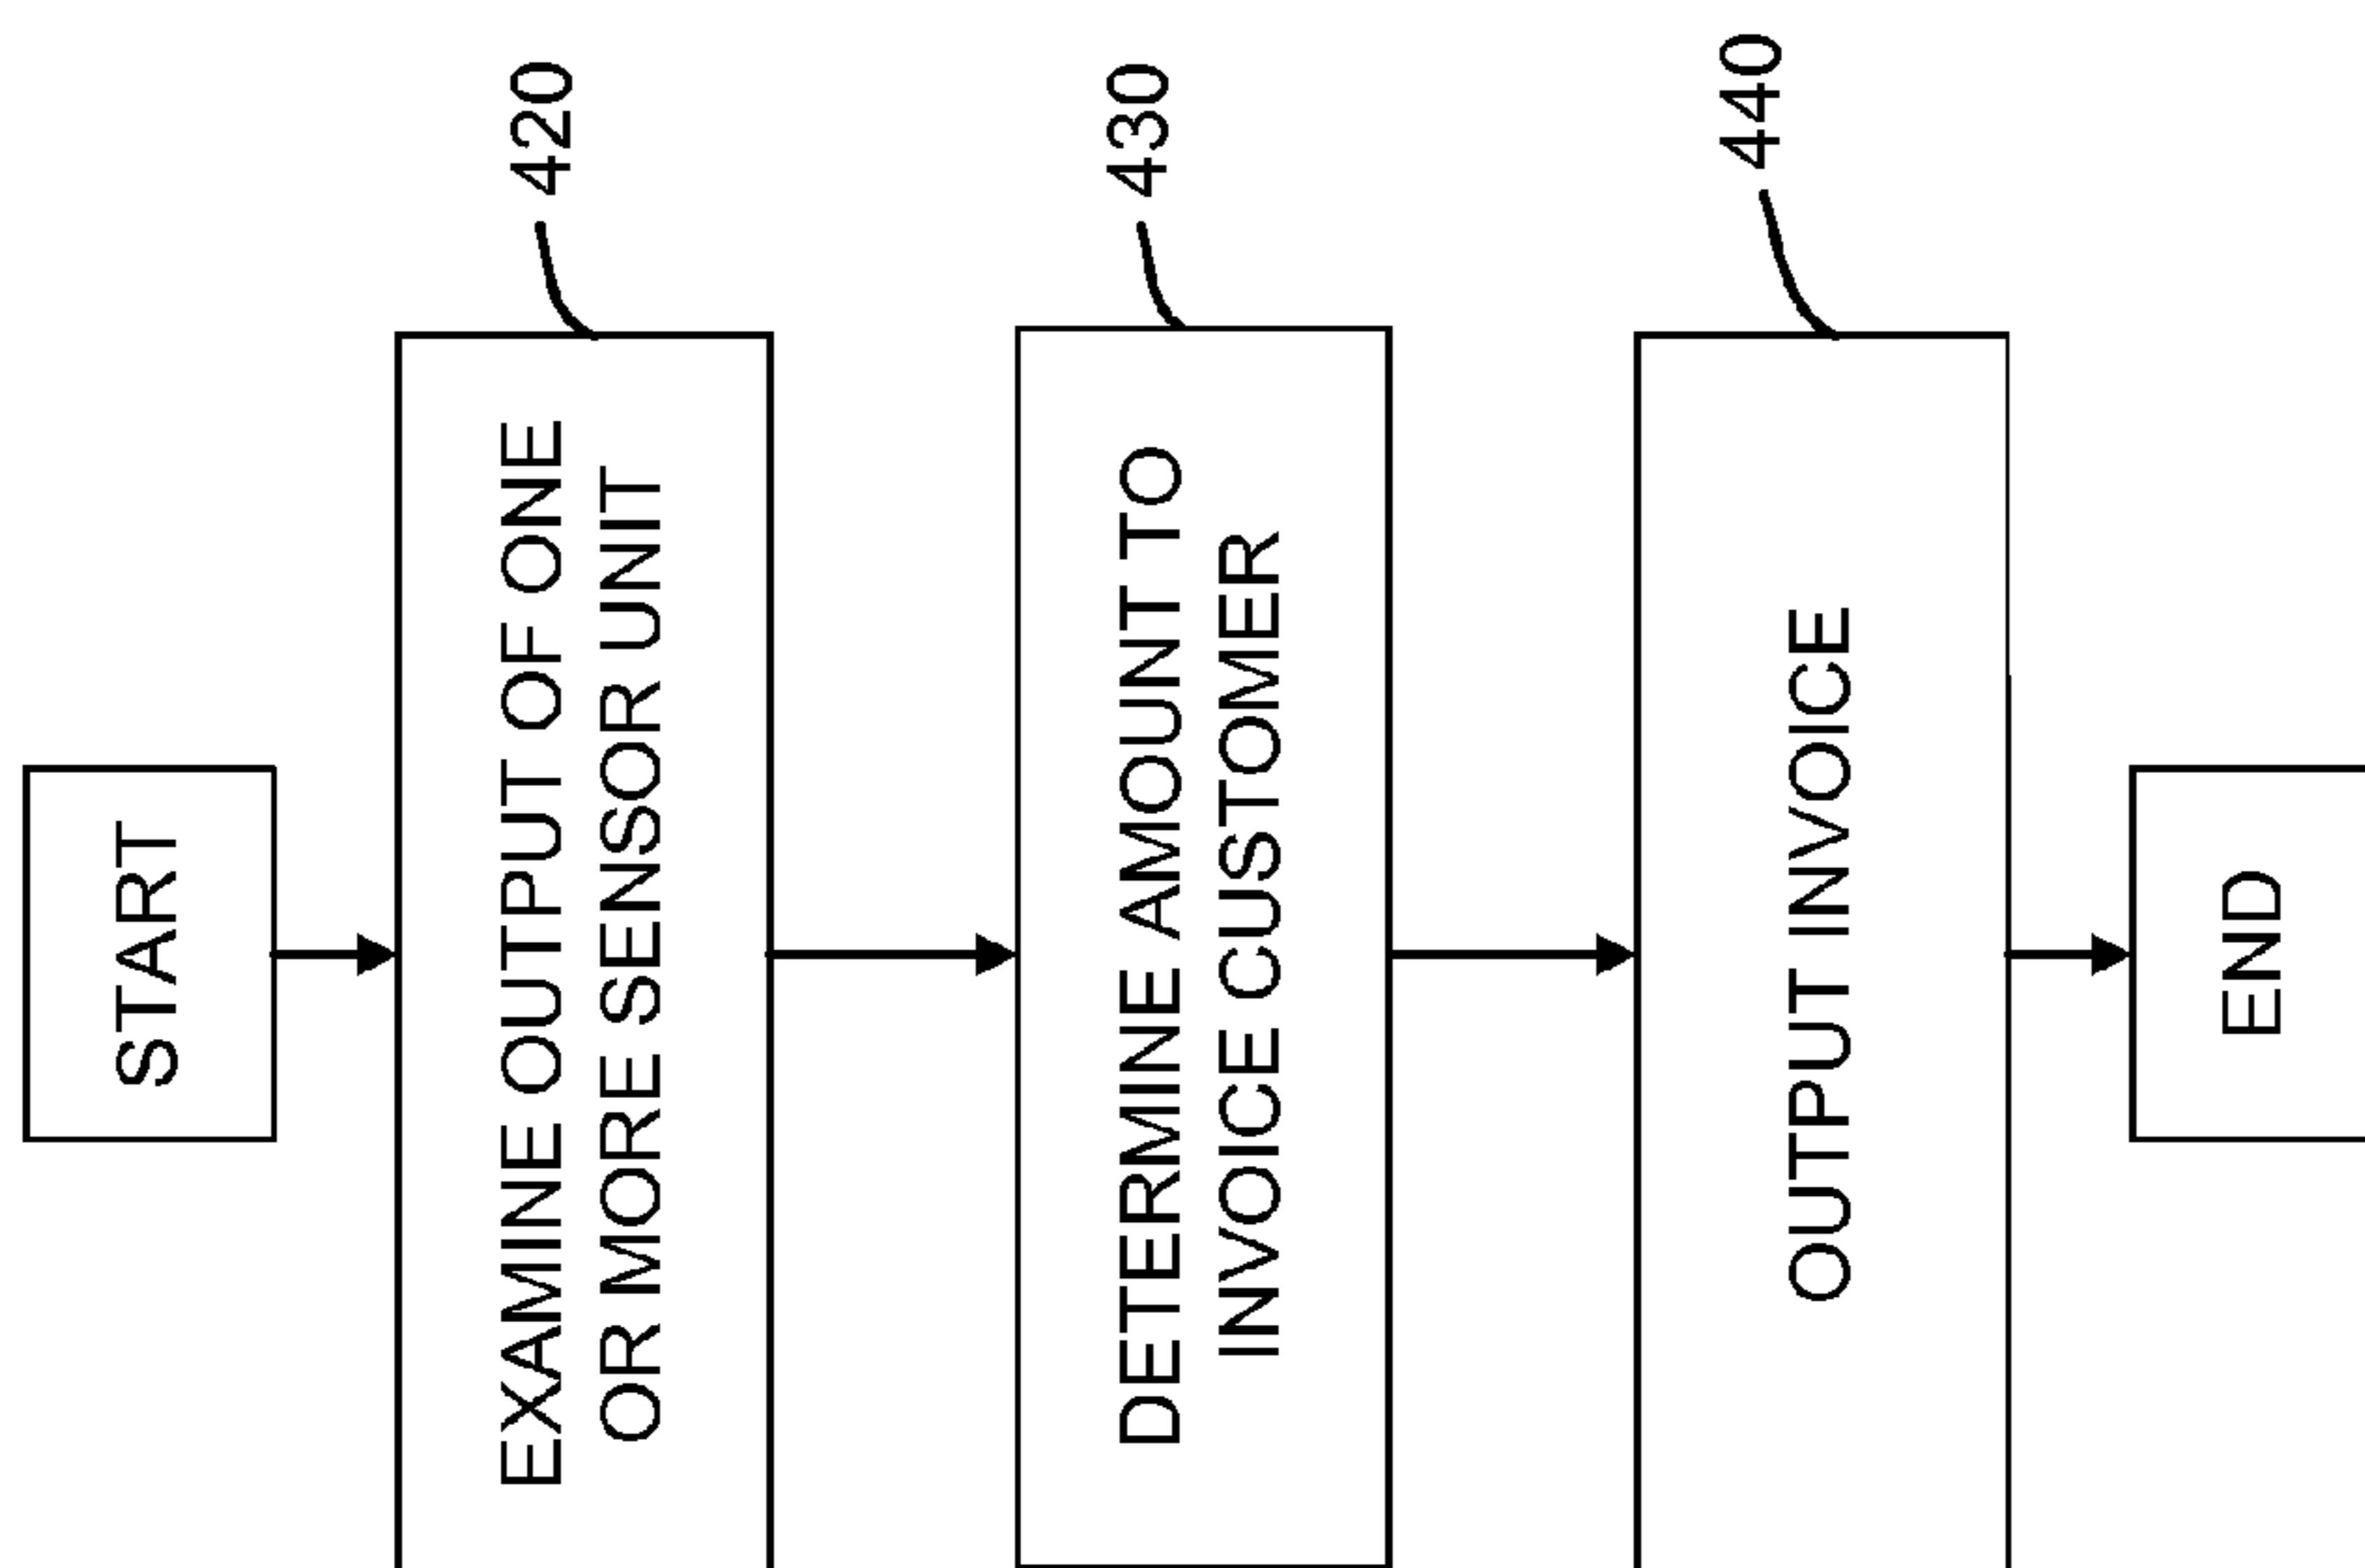 START
EXAMINE OUTPUT OF ONE
OR MORE SENSOR UNIT
420
DETERMINE AMOUNT TO
INVOICE CUSTOMER
430
OUTPUT INVOICE
440
END